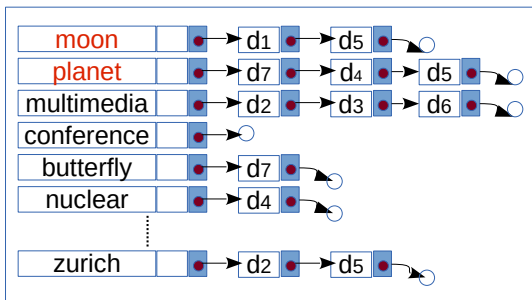 moon d1 d5
planet d7 d4 d5
multimedia d2 d3 d6
conference
butterfly d7
nuclear d4
zurich d2 d5